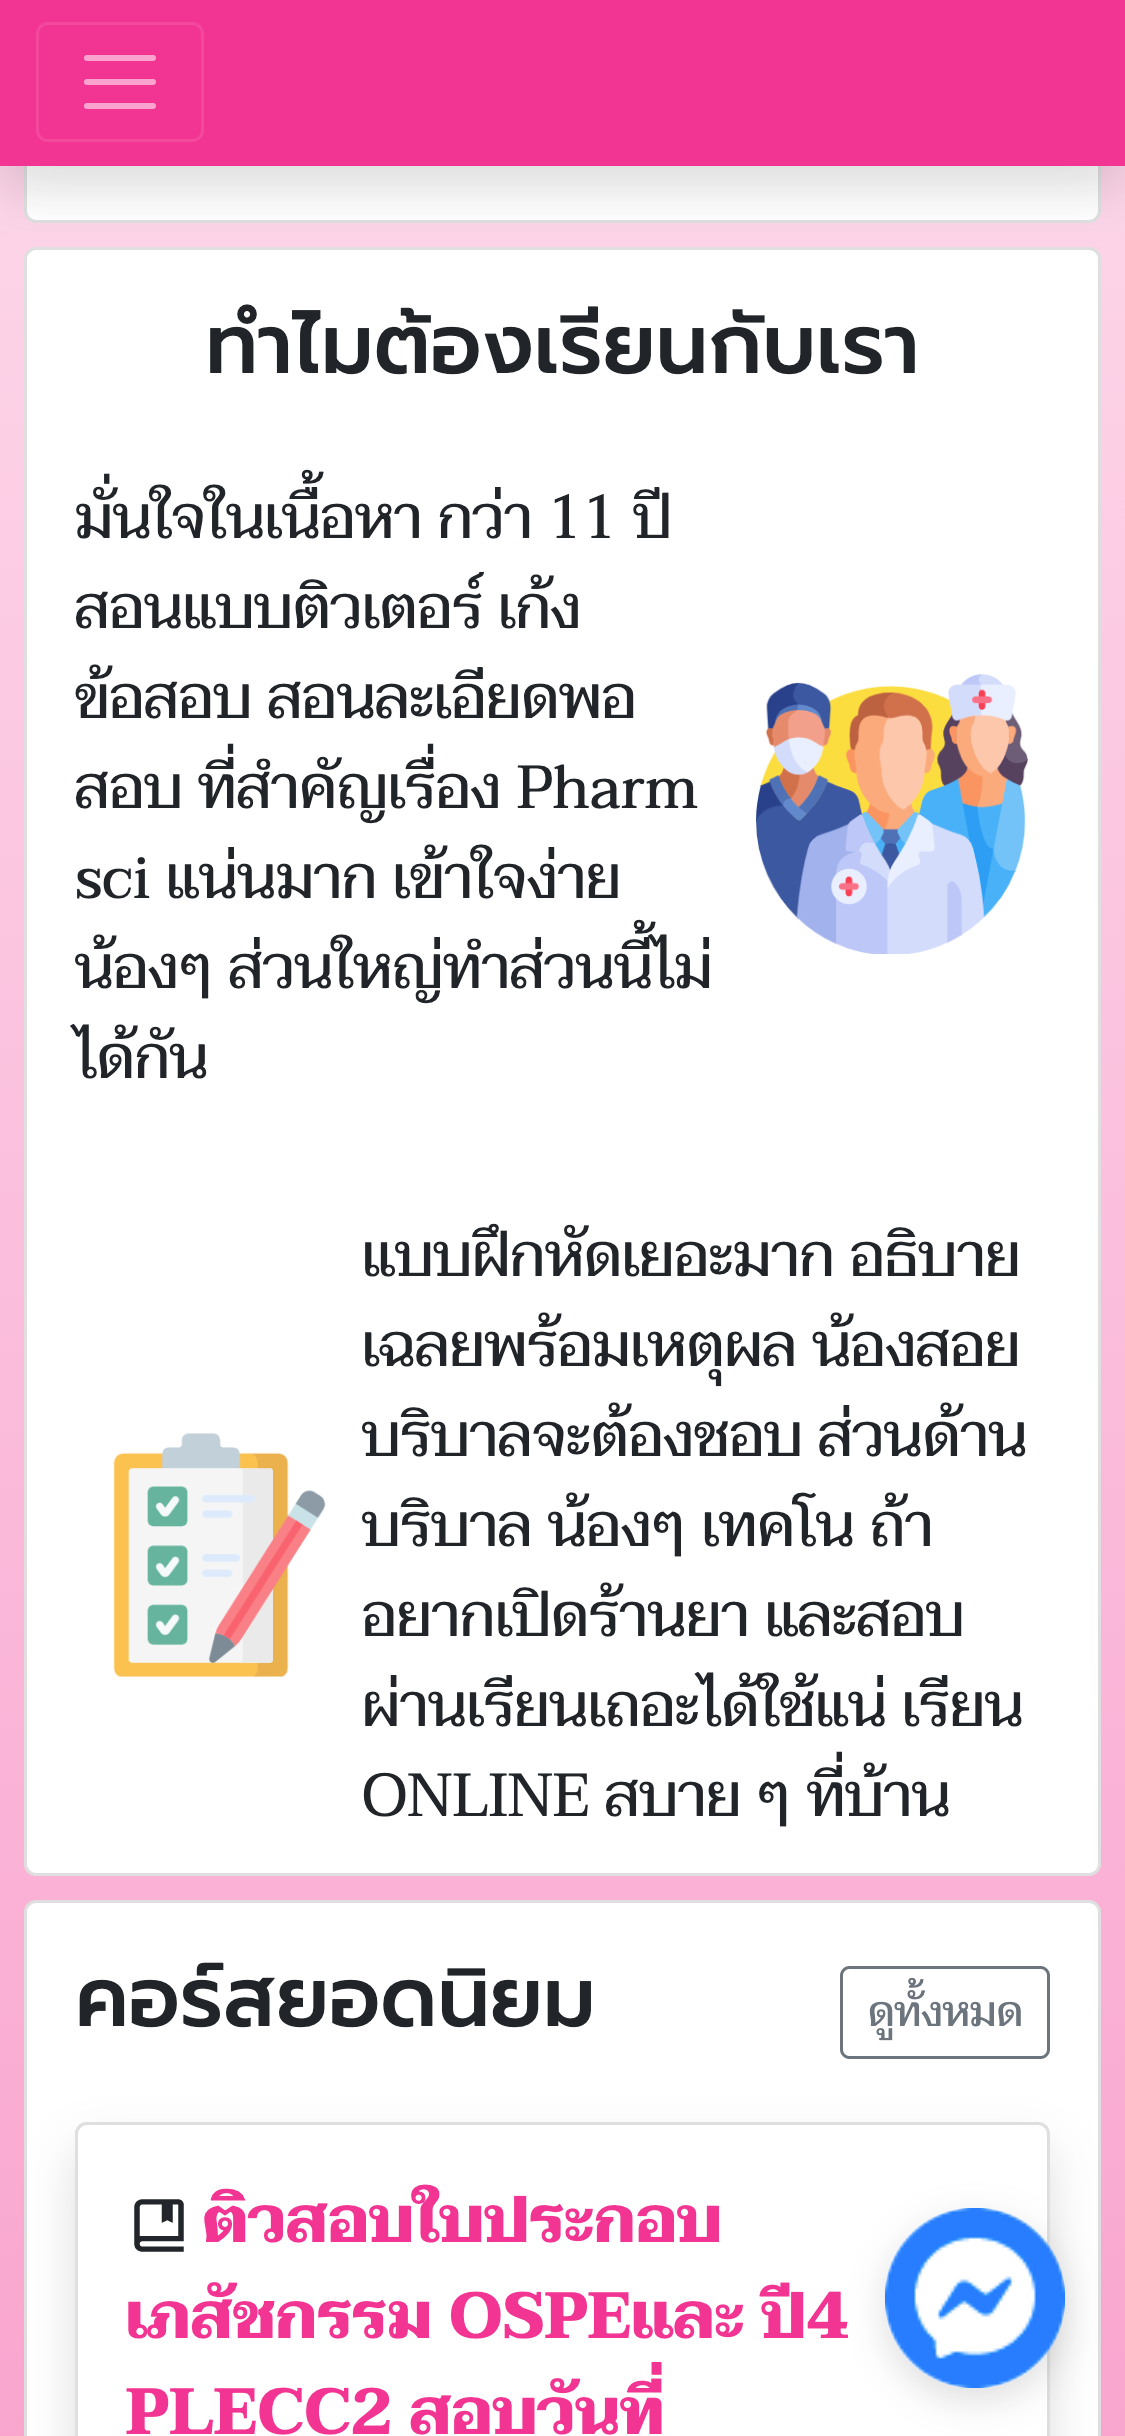 ทำไมต้องเรียนกับเรา
มั่นใจในเนื้อหา กว่า 11 ปี
สอนแบบติวเตอร์ เก้ง
ข้อสอบ สอนละเอียดพอ
สอบ ที่สำคัญเรื่อง Pharm
sci แน่นมาก เข้าใจง่าย
น้องๆ ส่วนใหญ่ทำส่วนนี้ไม่
ได้กัน
แบบฝึกหัดเยอะมาก อธิบาย
เฉลยพร้อมเหตุผล น้องสอย
บริบาลจะต้องชอบ ส่วนด้าน
บริบาล น้องๆ เทคโน ถ้า
อยากเปิดร้านยา และสอบ
ผ่านเรียนเถอะได้ใช้แน่ เรียน
ONLINE สบาย ๆ ที่บ้าน
คอร์สยอดนิยม
ดูทั้งหมด
ติวสอบใบประกอบ
เภสัชกรรม OSPEและ ปี4
PLECC2 สอบวันที่